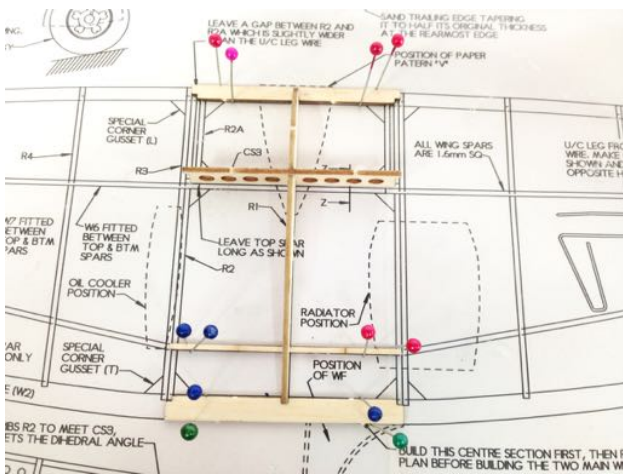 SAND TRAILING EDGE TAPERING
IT TO HALF ITS ORIGINAL THICKNESS
AT THE REARMOST EDGE
LEAVE A GAP BETWEEN R2 AND
R2A WHICH IS SLIGHTLY WIDER
THAN THE U/C LEG WIRE
POSITION OF PAPER
PATERN "V"
SPECIAL
CORNER
GUSSET (L)
R2A
R4
CS3
R3
Z
ALL WING SPARS
ARE 1.6mm SQ
U/C LEG
WIRE. MAKE
SHOWN AND
OPPOSITE
R1
Z
FITTED
BETWEEN
TOP & BTM
SPARS
W6 FITTED
BETWEEN
TOP & BTM
SPARS
LEAVE TOP SPAR
LONG AS SHOWN
R2
OIL COOLER
POSITION
RADIATOR
POSITION
ONLY
SPECIAL
CORNER
GUSSET (T)
POSITION
OF WF
(W2)
R2 TO MEET CS3,
THE DIHEDRAL ANGLE
BUILD THIS CENTRE SECTION FIRST, THEN
PLAN BEFORE BUILDING THE TWO MAIN